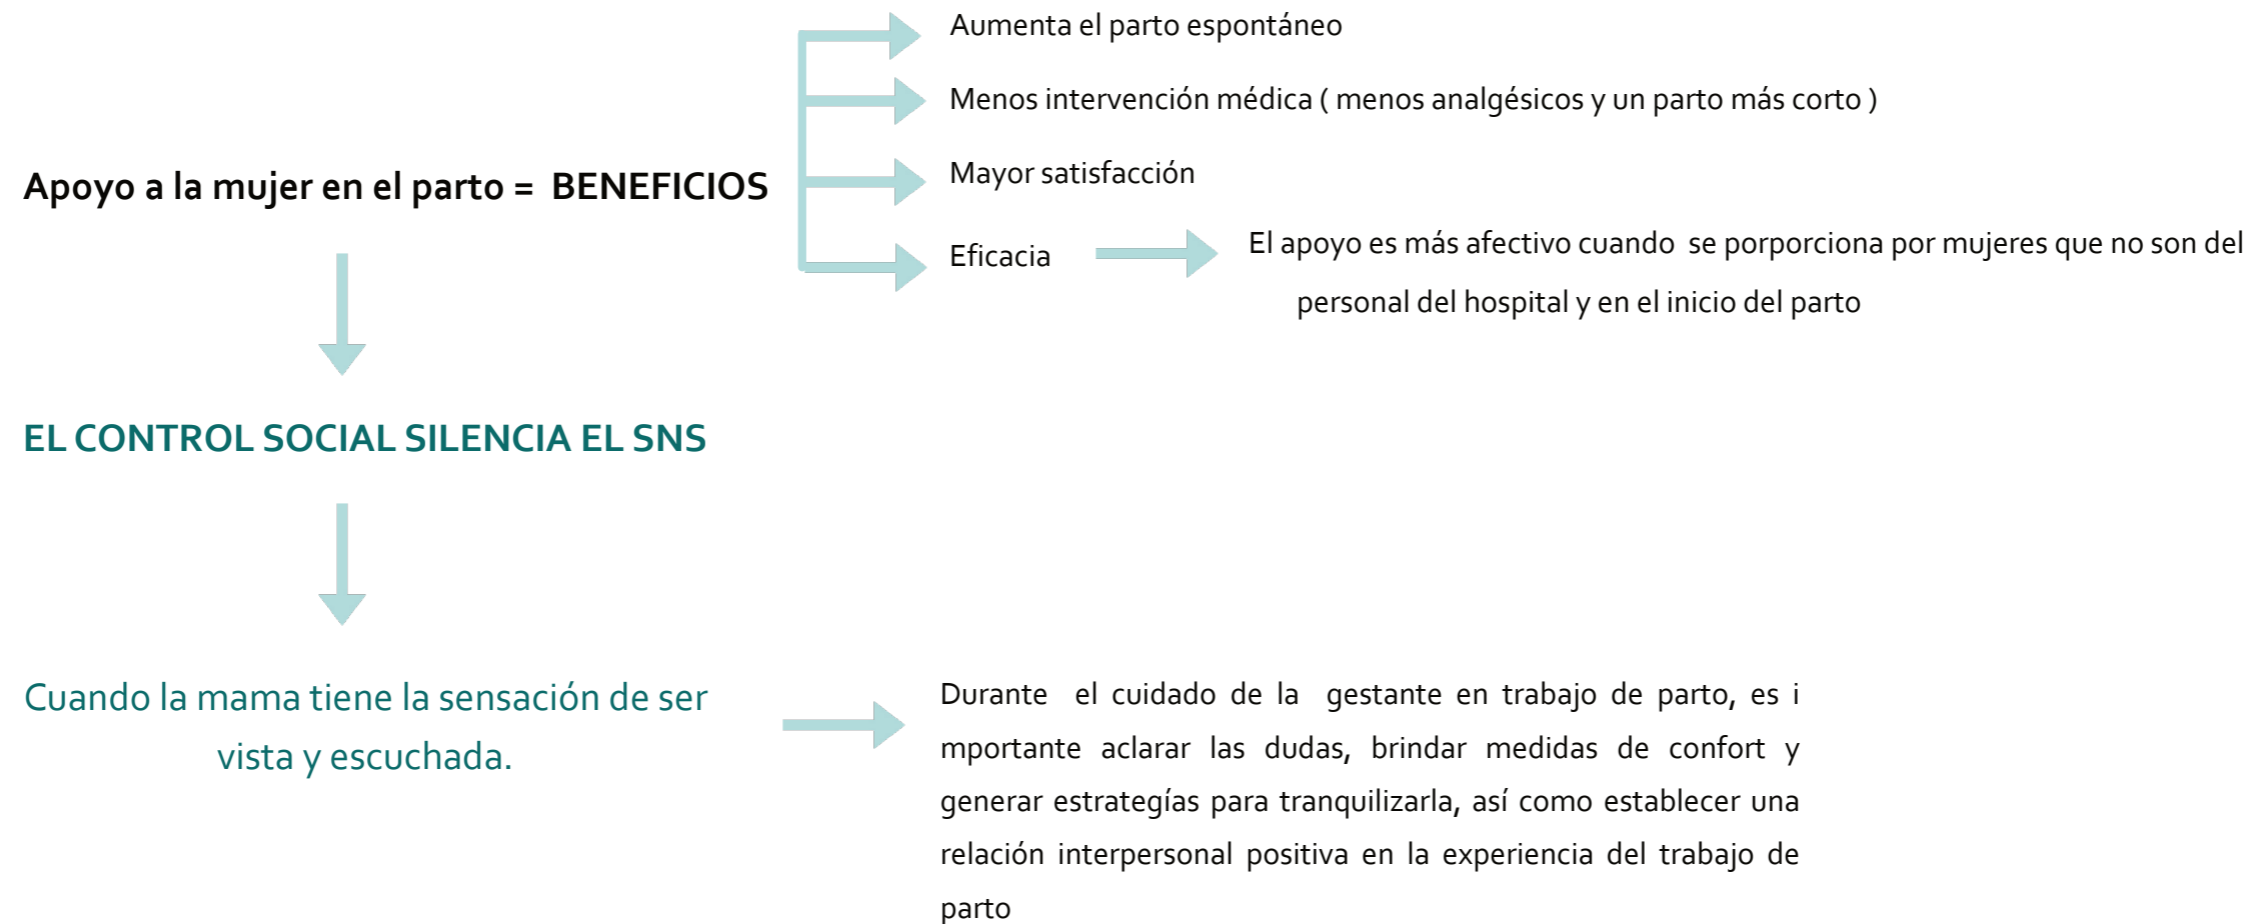 Aumenta el parto espontáneo
Menos intervención médica ( menos analgésicos y un parto más corto )
Apoyo a la mujer en el parto = BENEFICIOS
Mayor satisfacción
Eficacia
El apoyo es más afectivo cuando se porporciona por mujeres que no son del
personal del hospital y en el inicio del parto
EL CONTROL SOCIAL SILENCIA EL SNS
Cuando la mama tiene la sensación de ser
vista y escuchada.
Durante el cuidado de la gestante en trabajo de parto, es i
mportante aclarar las dudas, brindar medidas de confort y
generar estrategías para tranquilizarla, así como establecer una
relación interpersonal positiva en la experiencia del trabajo de
parto